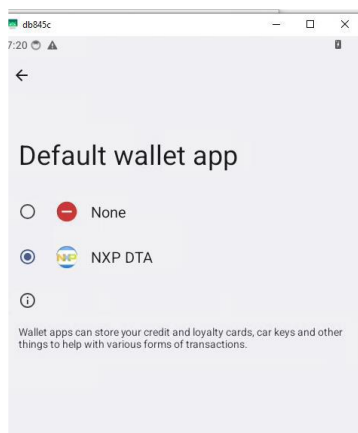 db845c
7:20
Default wallet app
None
NXP
NXP DTA
Wallet apps can store your credit and loyalty cards, car keys and other
things to help with various forms of transactions.